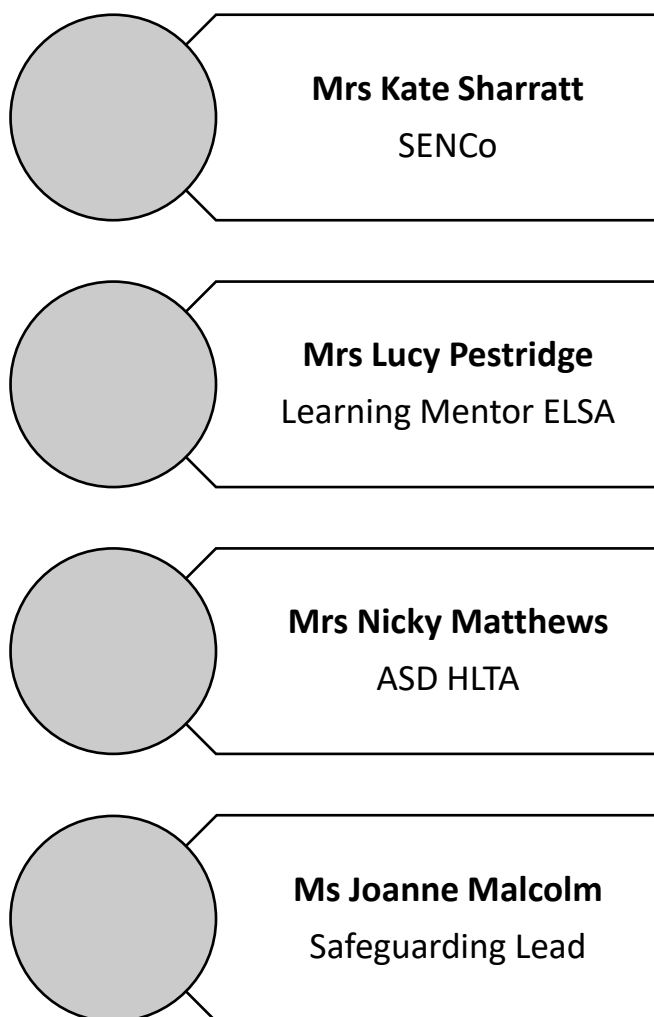 Mrs Kate Sharratt
SENCo
Mrs Lucy Pestridge
Learning Mentor ELSA
Mrs Nicky Matthews
ASD HLTA
Ms Joanne Malcolm
Safeguarding Lead